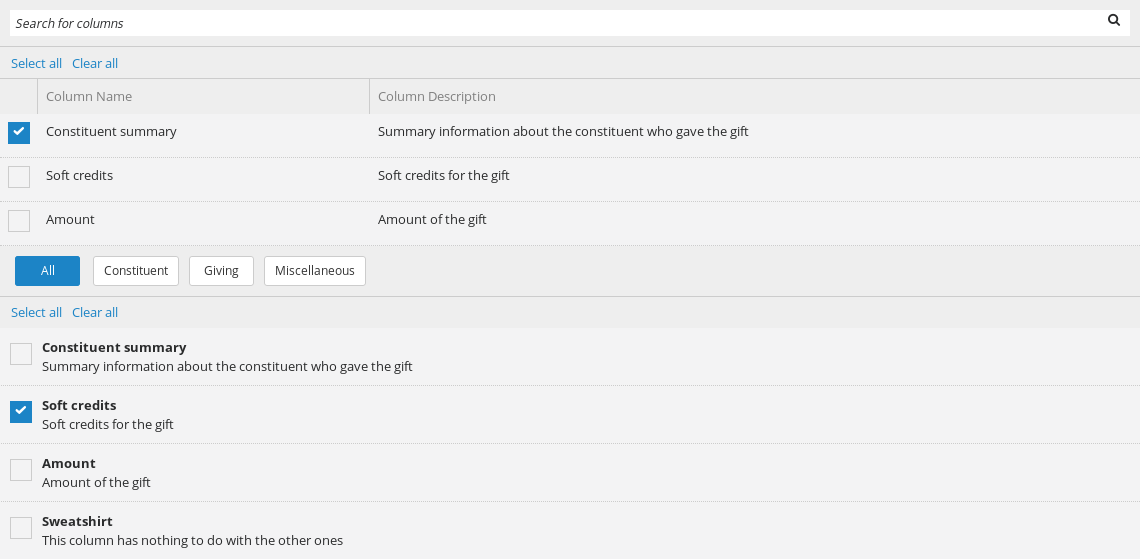 Search for columns
Select all Clear all
Column Name Column Description
Constituent summary Summary information about the constituent who gave the gift
Soft credits Soft credits for the gift
Amount Amount of the gift
All Constituent Giving Miscellaneous
Select all Clear all
Constituent summary
Summary information about the constituent who gave the gift
Soft credits
Soft credits for the gift
Amount
Amount of the gift
Sweatshirt
This column has nothing to do with the other ones